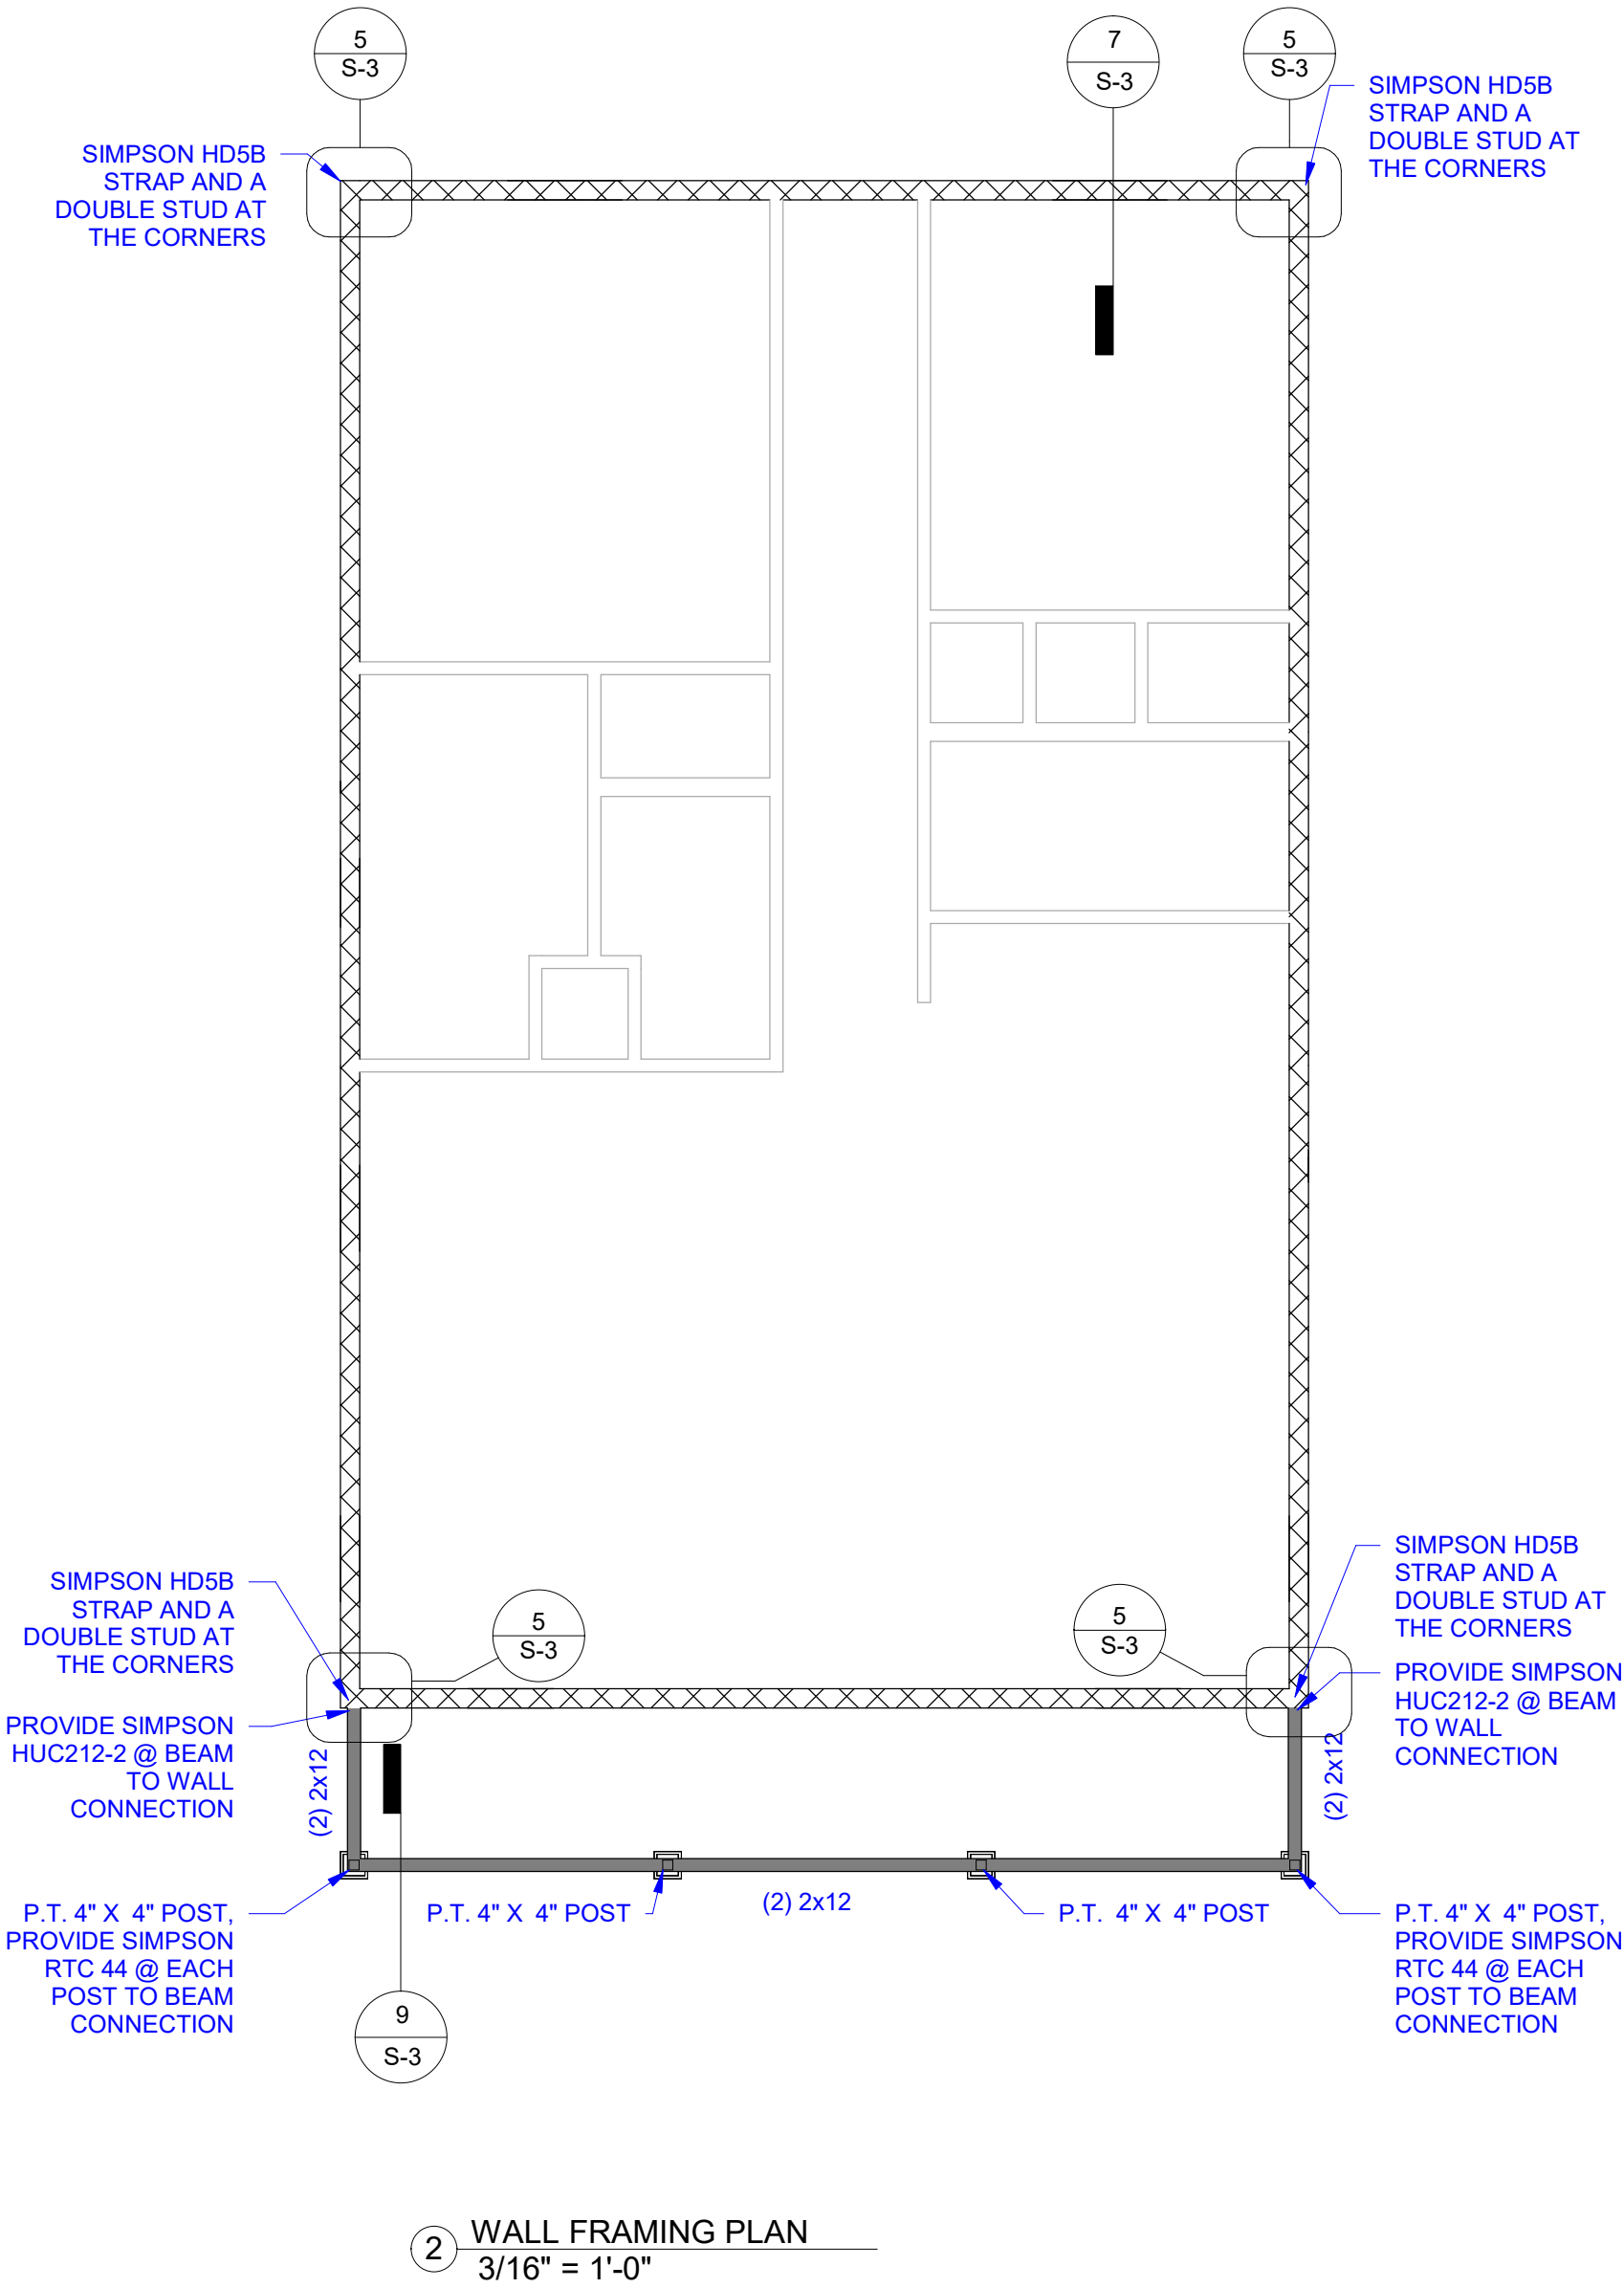 5
S-3
7
S-3
5
S-3
SIMPSON HD5B
STRAP AND A
DOUBLE STUD AT
THE CORNERS
SIMPSON HD5B
STRAP AND A
DOUBLE STUD AT
THE CORNERS
SIMPSON HD5B
STRAP AND A
DOUBLE STUD AT
THE CORNERS
5
S-3
5
S-3
SIMPSON HD5B
STRAP AND A
DOUBLE STUD AT
THE CORNERS
PROVIDE SIMPSON
HUC212-2 @ BEAM
TO WALL
CONNECTION
PROVIDE SIMPSON
HUC212-2 @ BEAM
TO WALL
CONNECTION
(2) 2x12
(2) 2x12
P.T. 4" X 4" POST,
PROVIDE SIMPSON
RTC 44 @ EACH
POST TO BEAM
CONNECTION
P.T. 4" X 4" POST
(2) 2x12
P.T. 4" X 4" POST
P.T. 4" X 4" POST,
PROVIDE SIMPSON
RTC 44 @ EACH
POST TO BEAM
CONNECTION
9
S-3
2 WALL FRAMING PLAN
3/16" = 1'-0"